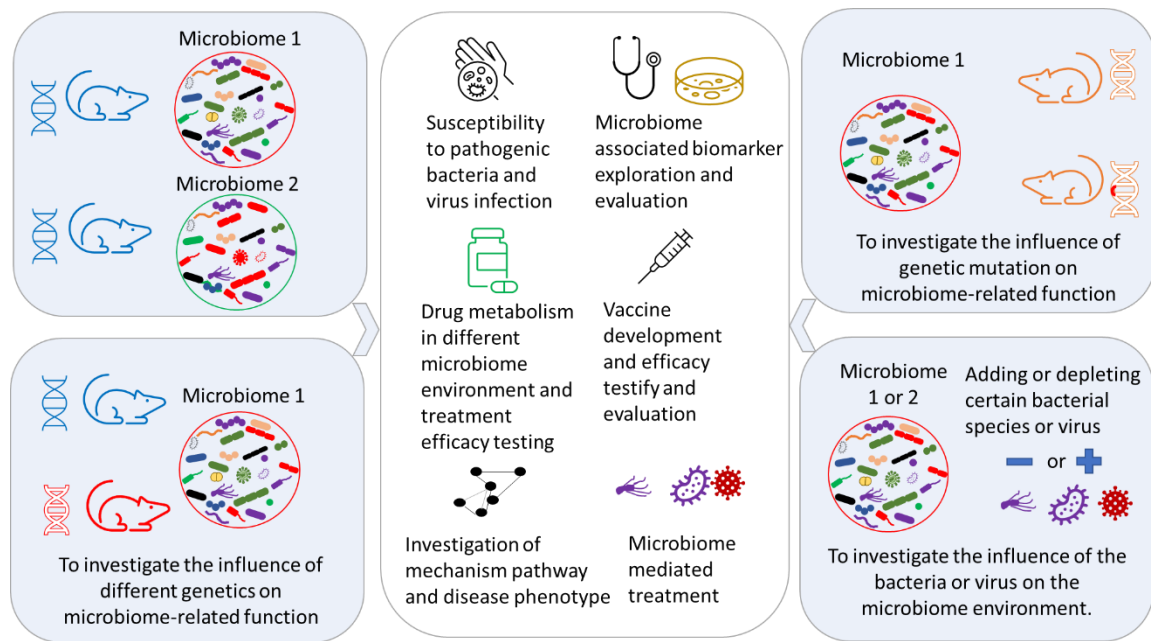 Microbiome 1
Microbiome 2
Microbiome 1
To investigate the influence of
different genetics on
microbiome-related function
Susceptibility
to pathogenic
bacteria and
virus infection
Microbiome
associated biomarker
exploration and
evaluation
Drug metabolism
in different
microbiome
environment and
treatment
efficacy testing
Vaccine
development
and efficacy
testify and
evaluation
Investigation of
mechanism pathway
and disease phenotype
Microbiome
mediated
treatment
Microbiome 1
To investigate the influence of
genetic mutation on
microbiome-related function
Microbiome
1 or 2
Adding or depleting
certain bacterial
species or virus
or
To investigate the influence of the
bacteria or virus on the
microbiome environment.